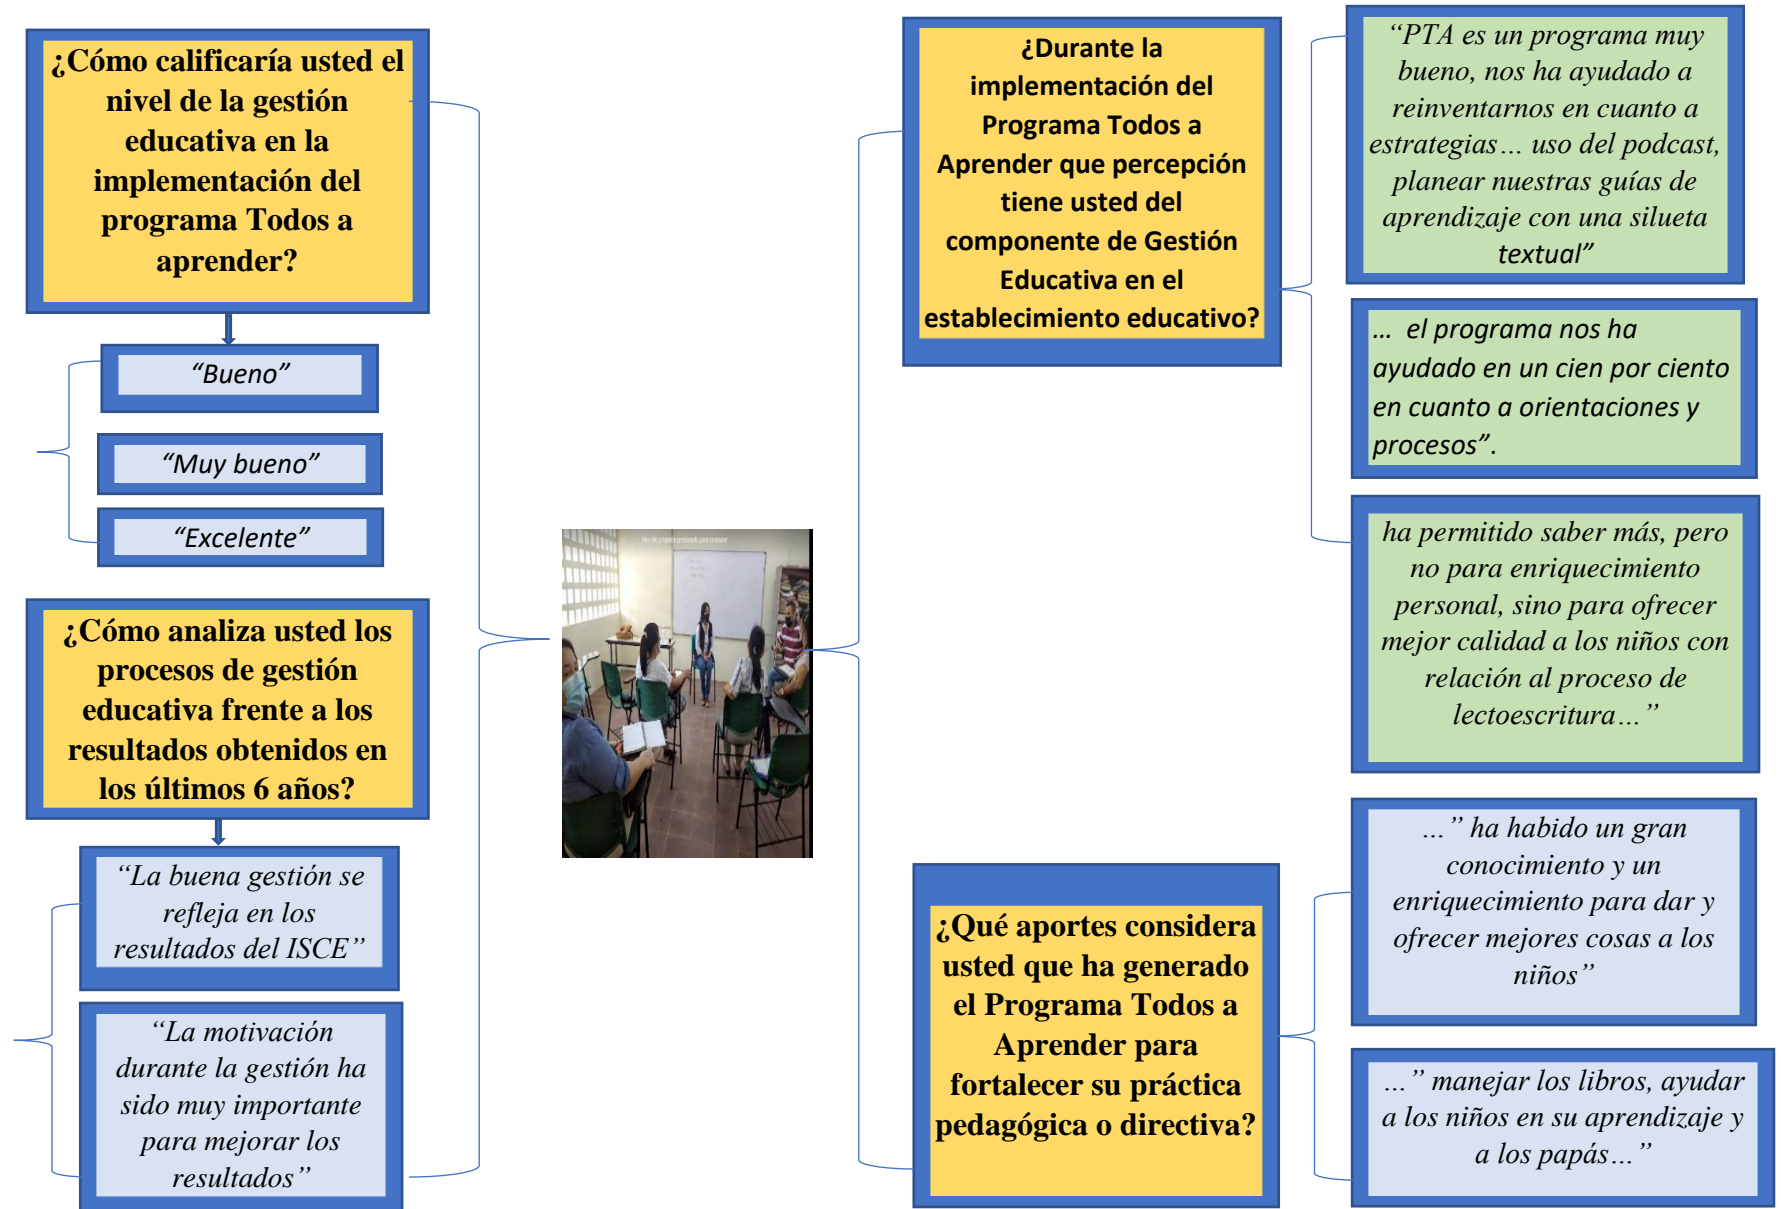 ¿Cómo calificaría usted el
nivel de la gestión
educativa en la
implementación del
programa Todos a
aprender?
“Bueno”
“Muy bueno”
“Excelente”
¿Cómo analiza usted los
procesos de gestión
educativa frente a los
resultados obtenidos en
los últimos 6 años?
“La buena gestión se
refleja en los
resultados del ISCE”
“La motivación
durante la gestión ha
sido muy importante
para mejorar los
resultados”
¿Durante la
implementación del
Programa Todos a
Aprender que percepción
tiene usted del
componente de Gestión
Educativa en el
establecimiento educativo?
“PTA es un programa muy
bueno, nos ha ayudado a
reinventarnos en cuanto a
estrategias… uso del podcast,
planear nuestras guías de
aprendizaje con una silueta
textual”
… el programa nos ha
ayudado en un cien por ciento
en cuanto a orientaciones y
procesos”.
ha permitido saber más, pero
no para enriquecimiento
personal, sino para ofrecer
mejor calidad a los niños con
relación al proceso de
lectoescritura…”
¿Qué aportes considera
usted que ha generado
el Programa Todos a
Aprender para
fortalecer su práctica
pedagógica o directiva?
…” ha habido un gran
conocimiento y un
enriquecimiento para dar y
ofrecer mejores cosas a los
niños”
…” manejar los libros, ayudar
a los niños en su aprendizaje y
a los papás…”